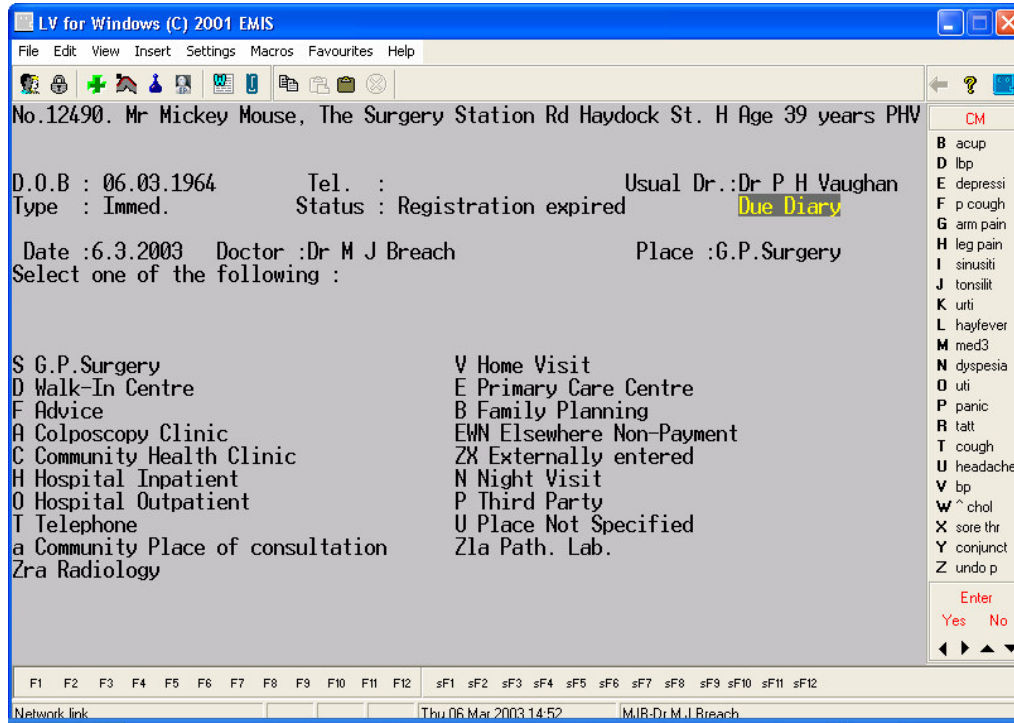 LV for Windows (C) 2001 EMIS
File Edit View Insert Settings Macros Favourites Help
No.12490. Mr Mickey Mouse, The Surgery Station Rd Haydock St. H Age 39 years PHV
D.O.B : 06.03.1964 Tel. : Usual Dr.:Dr P H Vaughan
Type : Immed. Status : Registration expired Due Diary
Date :6.3.2003 Doctor :Dr M J Breach Place :G.P.Surgery
Select one of the following :
S G.P.Surgery V Home Visit
D Walk-In Centre E Primary Care Centre
F Advice B Family Planning
A Colposcopy Clinic EWN Elsewhere Non-Payment
C Community Health Clinic ZX Externally entered
H Hospital Inpatient N Night Visit
O Hospital Outpatient P Third Party
T Telephone U Place Not Specified
a Community Place of consultation Zla Path. Lab.
Zra Radiology
CM
B acup
D lbp
E depressi
F p cough
G arm pain
H leg pain
I sinusiti
J tonsilit
K urti
L hayfever
M med3
N dyspesia
O uti
P panic
R tatt
T cough
U headache
V bp
W ^ chol
X sore thr
Y conjunct
Z undo p
Enter
Yes No
F1 F2 F3 F4 F5 F6 F7 F8 F9 F10 F11 F12 sF1 sF2 sF3 sF4 sF5 sF6 sF7 sF8 sF9 sF10 sF11 sF12
Network link Thu 06 Mar 2003 14:52 MJB-Dr M J Breach